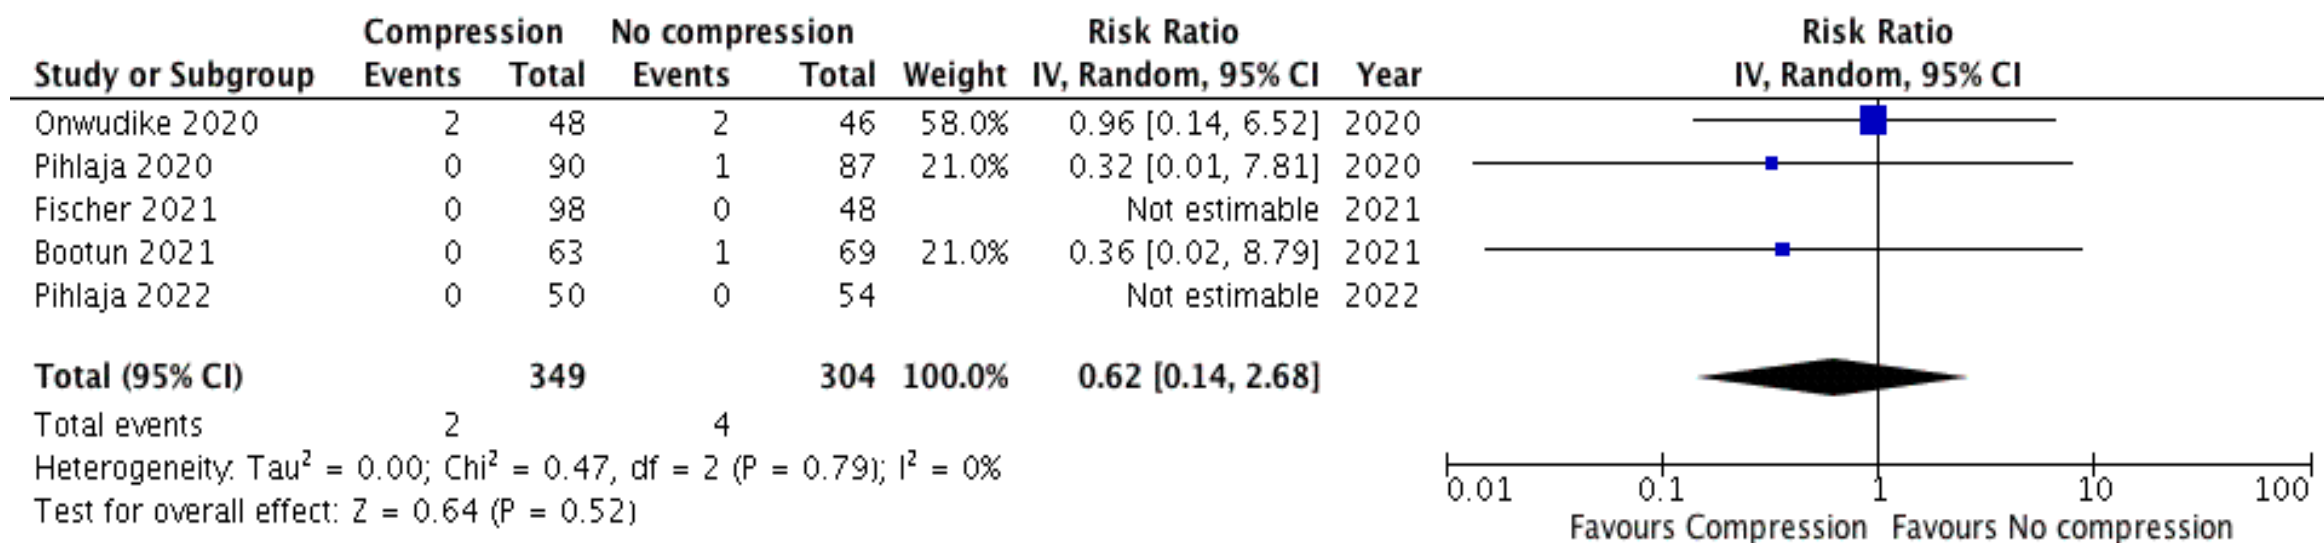 Compression No compression Risk Ratio Risk Ratio
Study or Subgroup Events Total Events Total Weight IV, Random, 95% CI Year IV, Random, 95% CI
Onwudike 2020 2 48 2 46 58.0% 0.96 [0.14, 6.52] 2020
Pihlaja 2020 0 90 1 87 21.0% 0.32 [0.01, 7.81] 2020
Fischer 2021 0 98 0 48 Not estimable 2021
Bootun 2021 0 63 1 69 21.0% 0.36 [0.02, 8.79] 2021
Pihlaja 2022 0 50 0 54 Not estimable 2022
Total (95% CI) 349 304 100.0% 0.62 [0.14, 2.68]
Total events 2 4
Heterogeneity: Tau² = 0.00; Chi² = 0.47, df = 2 (P = 0.79); I² = 0%
Test for overall effect: Z = 0.64 (P = 0.52)
0.01 0.1 1 10 100
Favours Compression Favours No compression